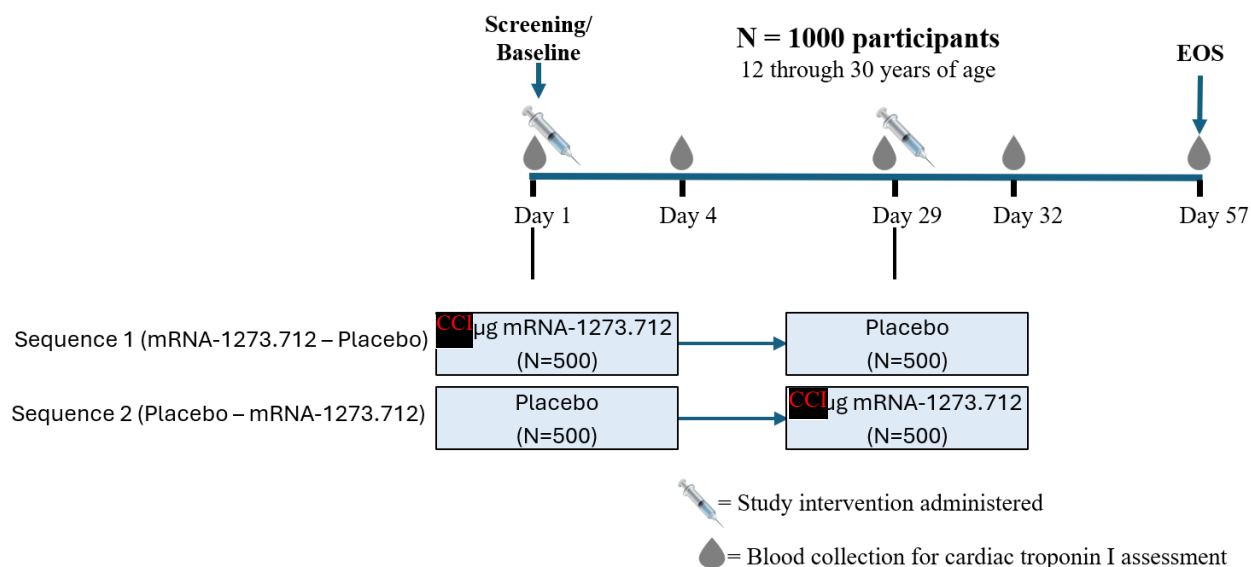 Screening/
Baseline
N = 1000 participants
12 through 30 years of age
EOS
Day 1
Day 4
Day 29
Day 32
Day 57
Sequence 1 (mRNA-1273.712 – Placebo)
CCI µg mRNA-1273.712
(N=500)
Placebo
(N=500)
Sequence 2 (Placebo – mRNA-1273.712)
Placebo
(N=500)
CCI µg mRNA-1273.712
(N=500)
= Study intervention administered
= Blood collection for cardiac troponin I assessment